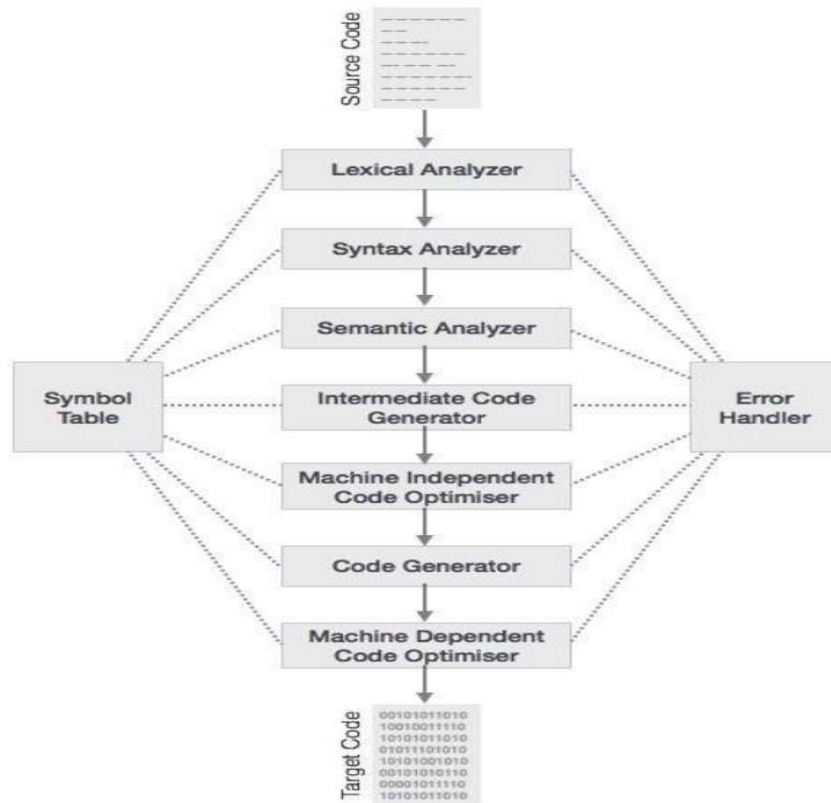 Source Code
Lexical Analyzer
Syntax Analyzer
Semantic Analyzer
Symbol
Table
Intermediate Code
Generator
Error
Handler
Machine Independent
Code Optimiser
Code Generator
Machine Dependent
Code Optimiser
Target Code
00101011010
10010011110
10101011010
01011101010
10101001010
00101010110
00001011110
10101011010